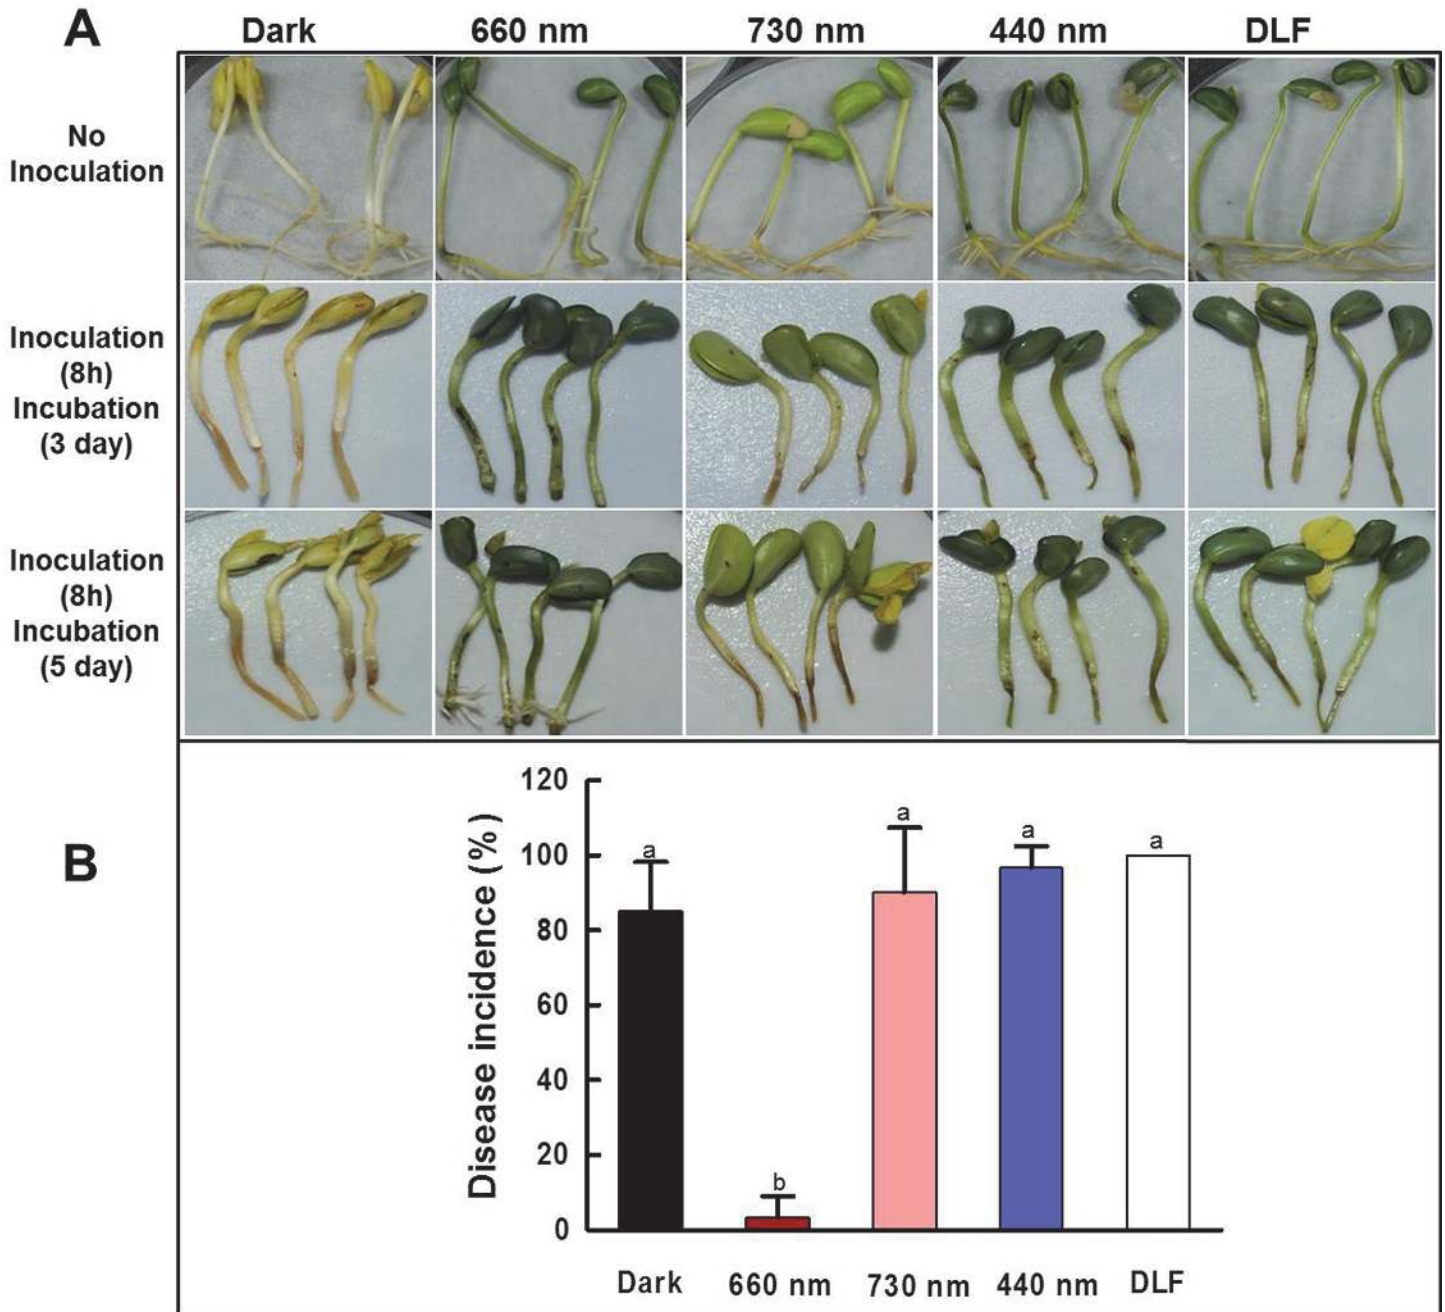 A
Dark 660 nm 730 nm 440 nm DLF
No
Inoculation
Inoculation
(8h)
Incubation
(3 day)
Inoculation
(8h)
Incubation
(5 day)
B
Disease incidence (%)
120
100
80
60
40
20
0
a
b
a
a
a
Dark 660 nm 730 nm 440 nm DLF